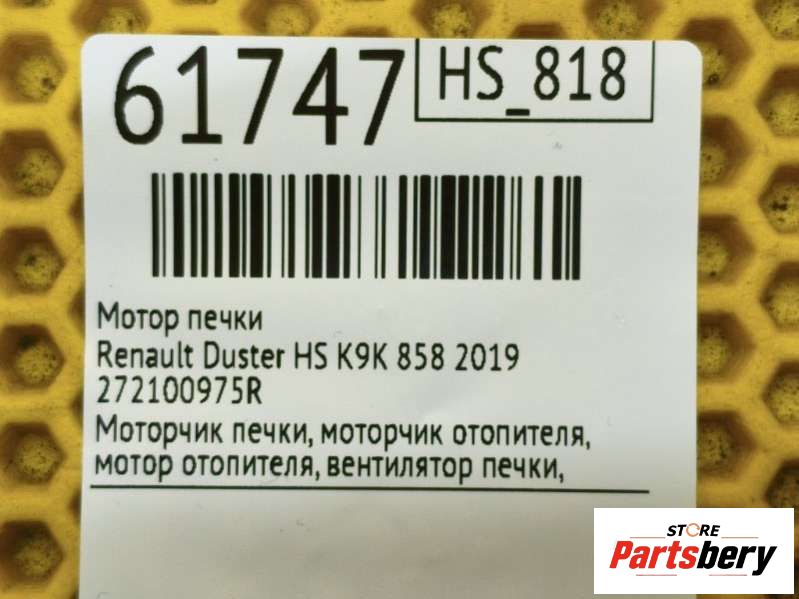 61747
HS_818
Мотор печки
Renault Duster HS K9K 858 2019
272100975R
Моторчик печки, моторчик отопителя,
мотор отопителя, вентилятор печки,
STORE
Partsbery